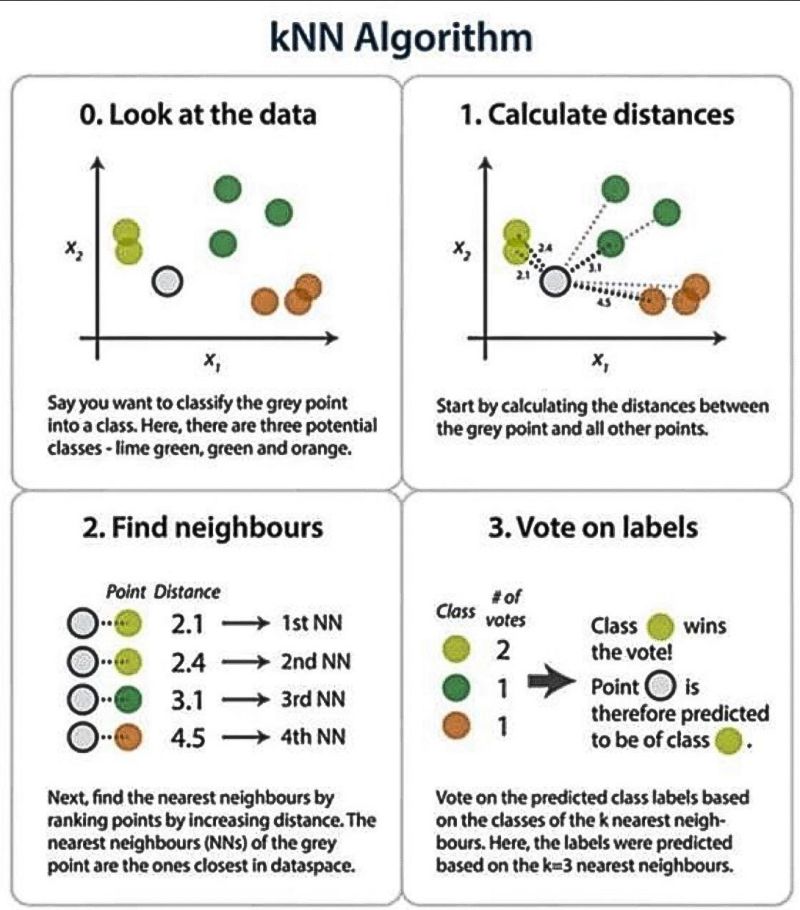 kNN Algorithm
0. Look at the data
x2
x1
Say you want to classify the grey point
into a class. Here, there are three potential
classes - lime green, green and orange.
1. Calculate distances
x2
2.4
2.1
3.1
4.5
x1
Start by calculating the distances between
the grey point and all other points.
2. Find neighbours
Point Distance
2.1 → 1st NN
2.4 → 2nd NN
3.1 → 3rd NN
4.5 → 4th NN
Next, find the nearest neighbours by
ranking points by increasing distance. The
nearest neighbours (NNs) of the grey
point are the ones closest in dataspace.
3. Vote on labels
Class # of
votes
2
1
1
Class wins
the vote!
Point is
therefore predicted
to be of class .
Vote on the predicted class labels based
on the classes of the k nearest neigh-
bours. Here, the labels were predicted
based on the k=3 nearest neighbours.